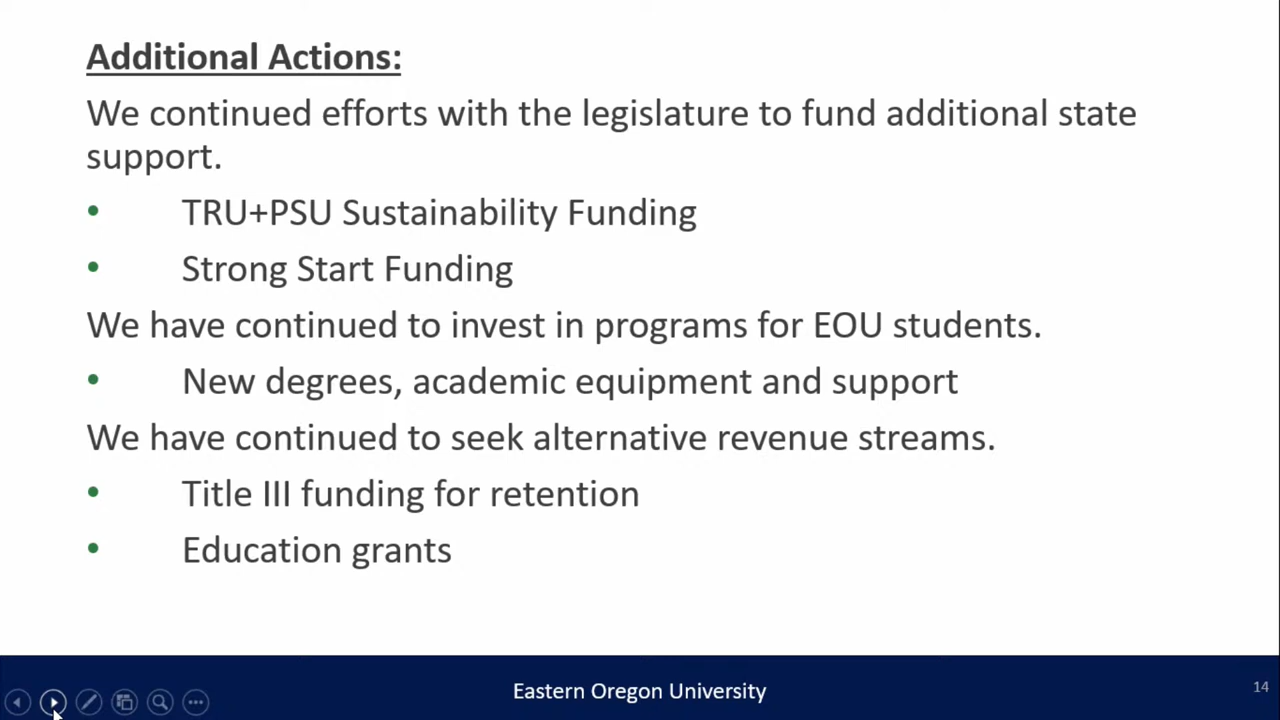 Additional Actions:
We continued efforts with the legislature to fund additional state
support.
• TRU+PSU Sustainability Funding
• Strong Start Funding
We have continued to invest in programs for EOU students.
• New degrees, academic equipment and support
We have continued to seek alternative revenue streams.
• Title III funding for retention
• Education grants
Eastern Oregon University
14